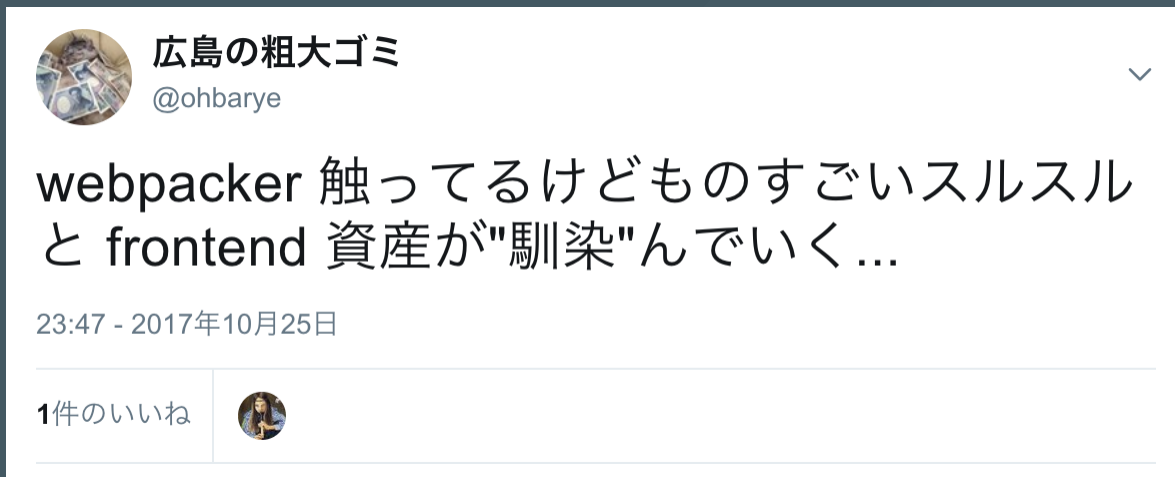 広島の粗大ゴミ
@ohbarye
webpacker 触ってるけどものすごいスルスル
と frontend 資産が"馴染"んでいく...
23:47 - 2017年10月25日
1件のいいね